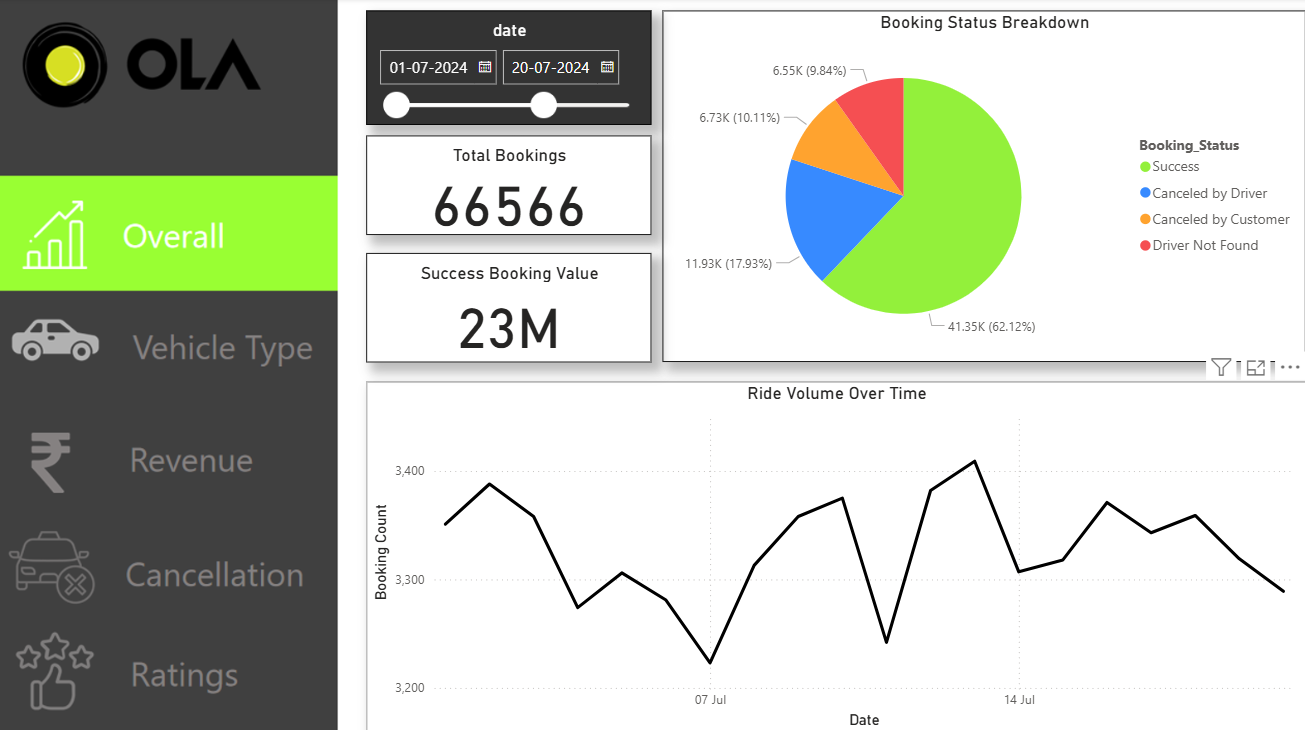 OLA
Overall
Vehicle Type
Revenue
Cancellation
Ratings
date
01-07-2024 20-07-2024
Total Bookings
66566
Success Booking Value
23M
Booking Status Breakdown
6.55K (9.84%)
6.73K (10.11%)
11.93K (17.93%)
41.35K (62.12%)
Booking_Status
Success
Canceled by Driver
Canceled by Customer
Driver Not Found
Ride Volume Over Time
Booking Count
3,400
3,300
3,200
07 Jul 14 Jul
Date